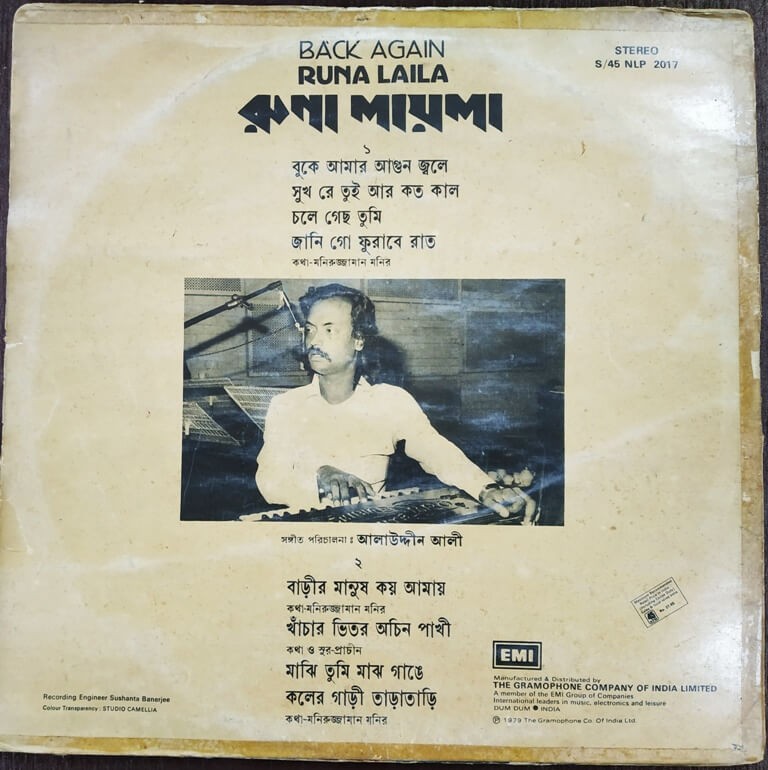 BACK AGAIN
RUNA LAILA
রুণা লায়লা
STEREO
S/45 NLP 2017
১
বুকে আমার আগুন জ্বলে
সুখ রে তুই আর কত কাল
চলে গেছ তুমি
জানি গো ফুরাবে রাত
কথা-মনিরুজ্জামান মনির
সঙ্গীত পরিচালনা : আলাউদ্দীন আলী
২
বাড়ীর মানুষ কয় আমায়
কথা-মনিরুজ্জামান মনির
খাঁচার ভিতর অচিন পাখী
কথা ও সুর-প্রাচীন
মাঝি তুমি মাঝ গাঙে
কলের গাড়ী তাড়াতাড়ি
কথা-মনিরুজ্জামান মনির
Recording Engineer Sushanta Banerjee
Colour Transparency : STUDIO CAMELLIA
EMI
Manufactured & Distributed by
THE GRAMOPHONE COMPANY OF INDIA LIMITED
A member of the EMI Group of Companies
International leaders in music, electronics and leisure
DUM DUM ● INDIA
℗ 1979 The Gramophone Co. Of India Ltd.